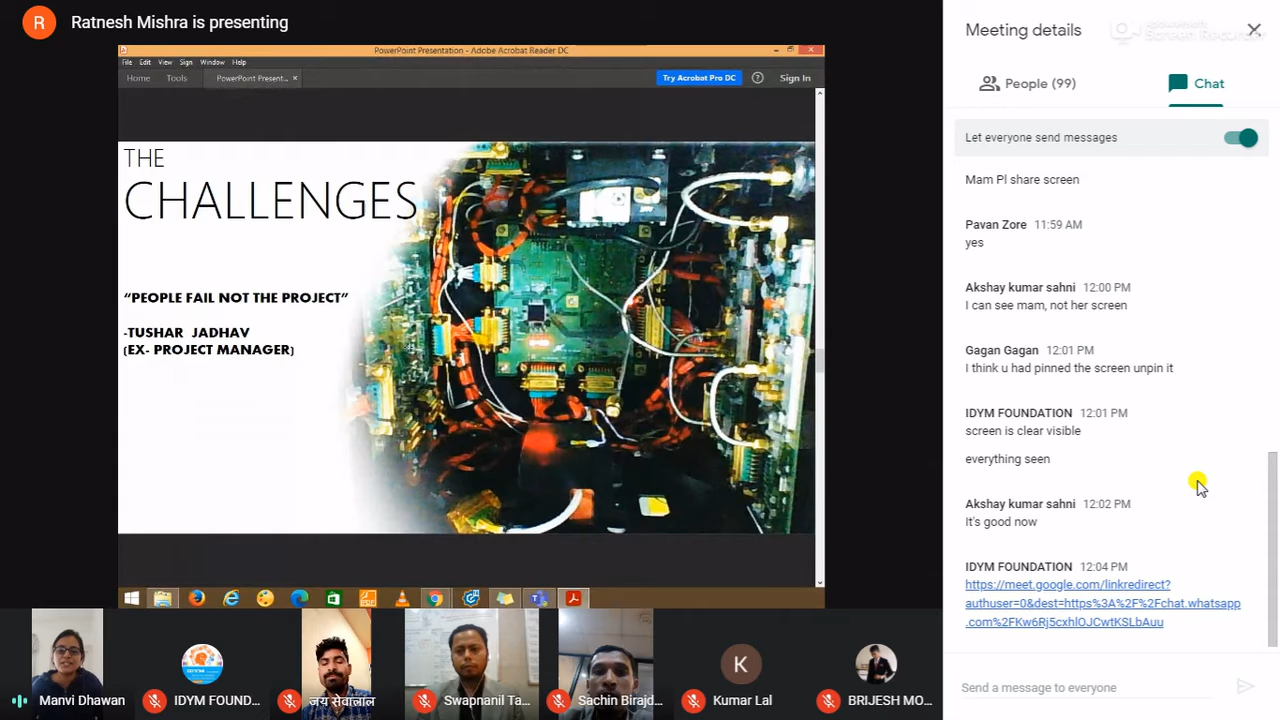 R
Ratnesh Mishra is presenting
PowerPoint Presentation - Adobe Acrobat Reader DC
File Edit View Sign Window Help
Home Tools PowerPoint Present... × Try Acrobat Pro DC ? Sign In
THE
CHALLENGES
“PEOPLE FAIL NOT THE PROJECT”
-TUSHAR JADHAV
(EX- PROJECT MANAGER)
Manvi Dhawan
IDYM FOUND...
जय सेवालाल
Swapnanil Ta...
Sachin Birajd...
K
Kumar Lal
BRIJESH MO...
Meeting details
People (99)
Chat
Let everyone send messages
Mam Pl share screen
Pavan Zore 11:59 AM
yes
Akshay kumar sahni 12:00 PM
I can see mam, not her screen
Gagan Gagan 12:01 PM
I think u had pinned the screen unpin it
IDYM FOUNDATION 12:01 PM
screen is clear visible
everything seen
Akshay kumar sahni 12:02 PM
It's good now
IDYM FOUNDATION 12:04 PM
https://meet.google.com/linkredirect?
authuser=0&dest=https%3A%2F%2Fchat.whatsapp
.com%2FKw6Rj5cxhlOJCwtKSLbAuu
Send a message to everyone